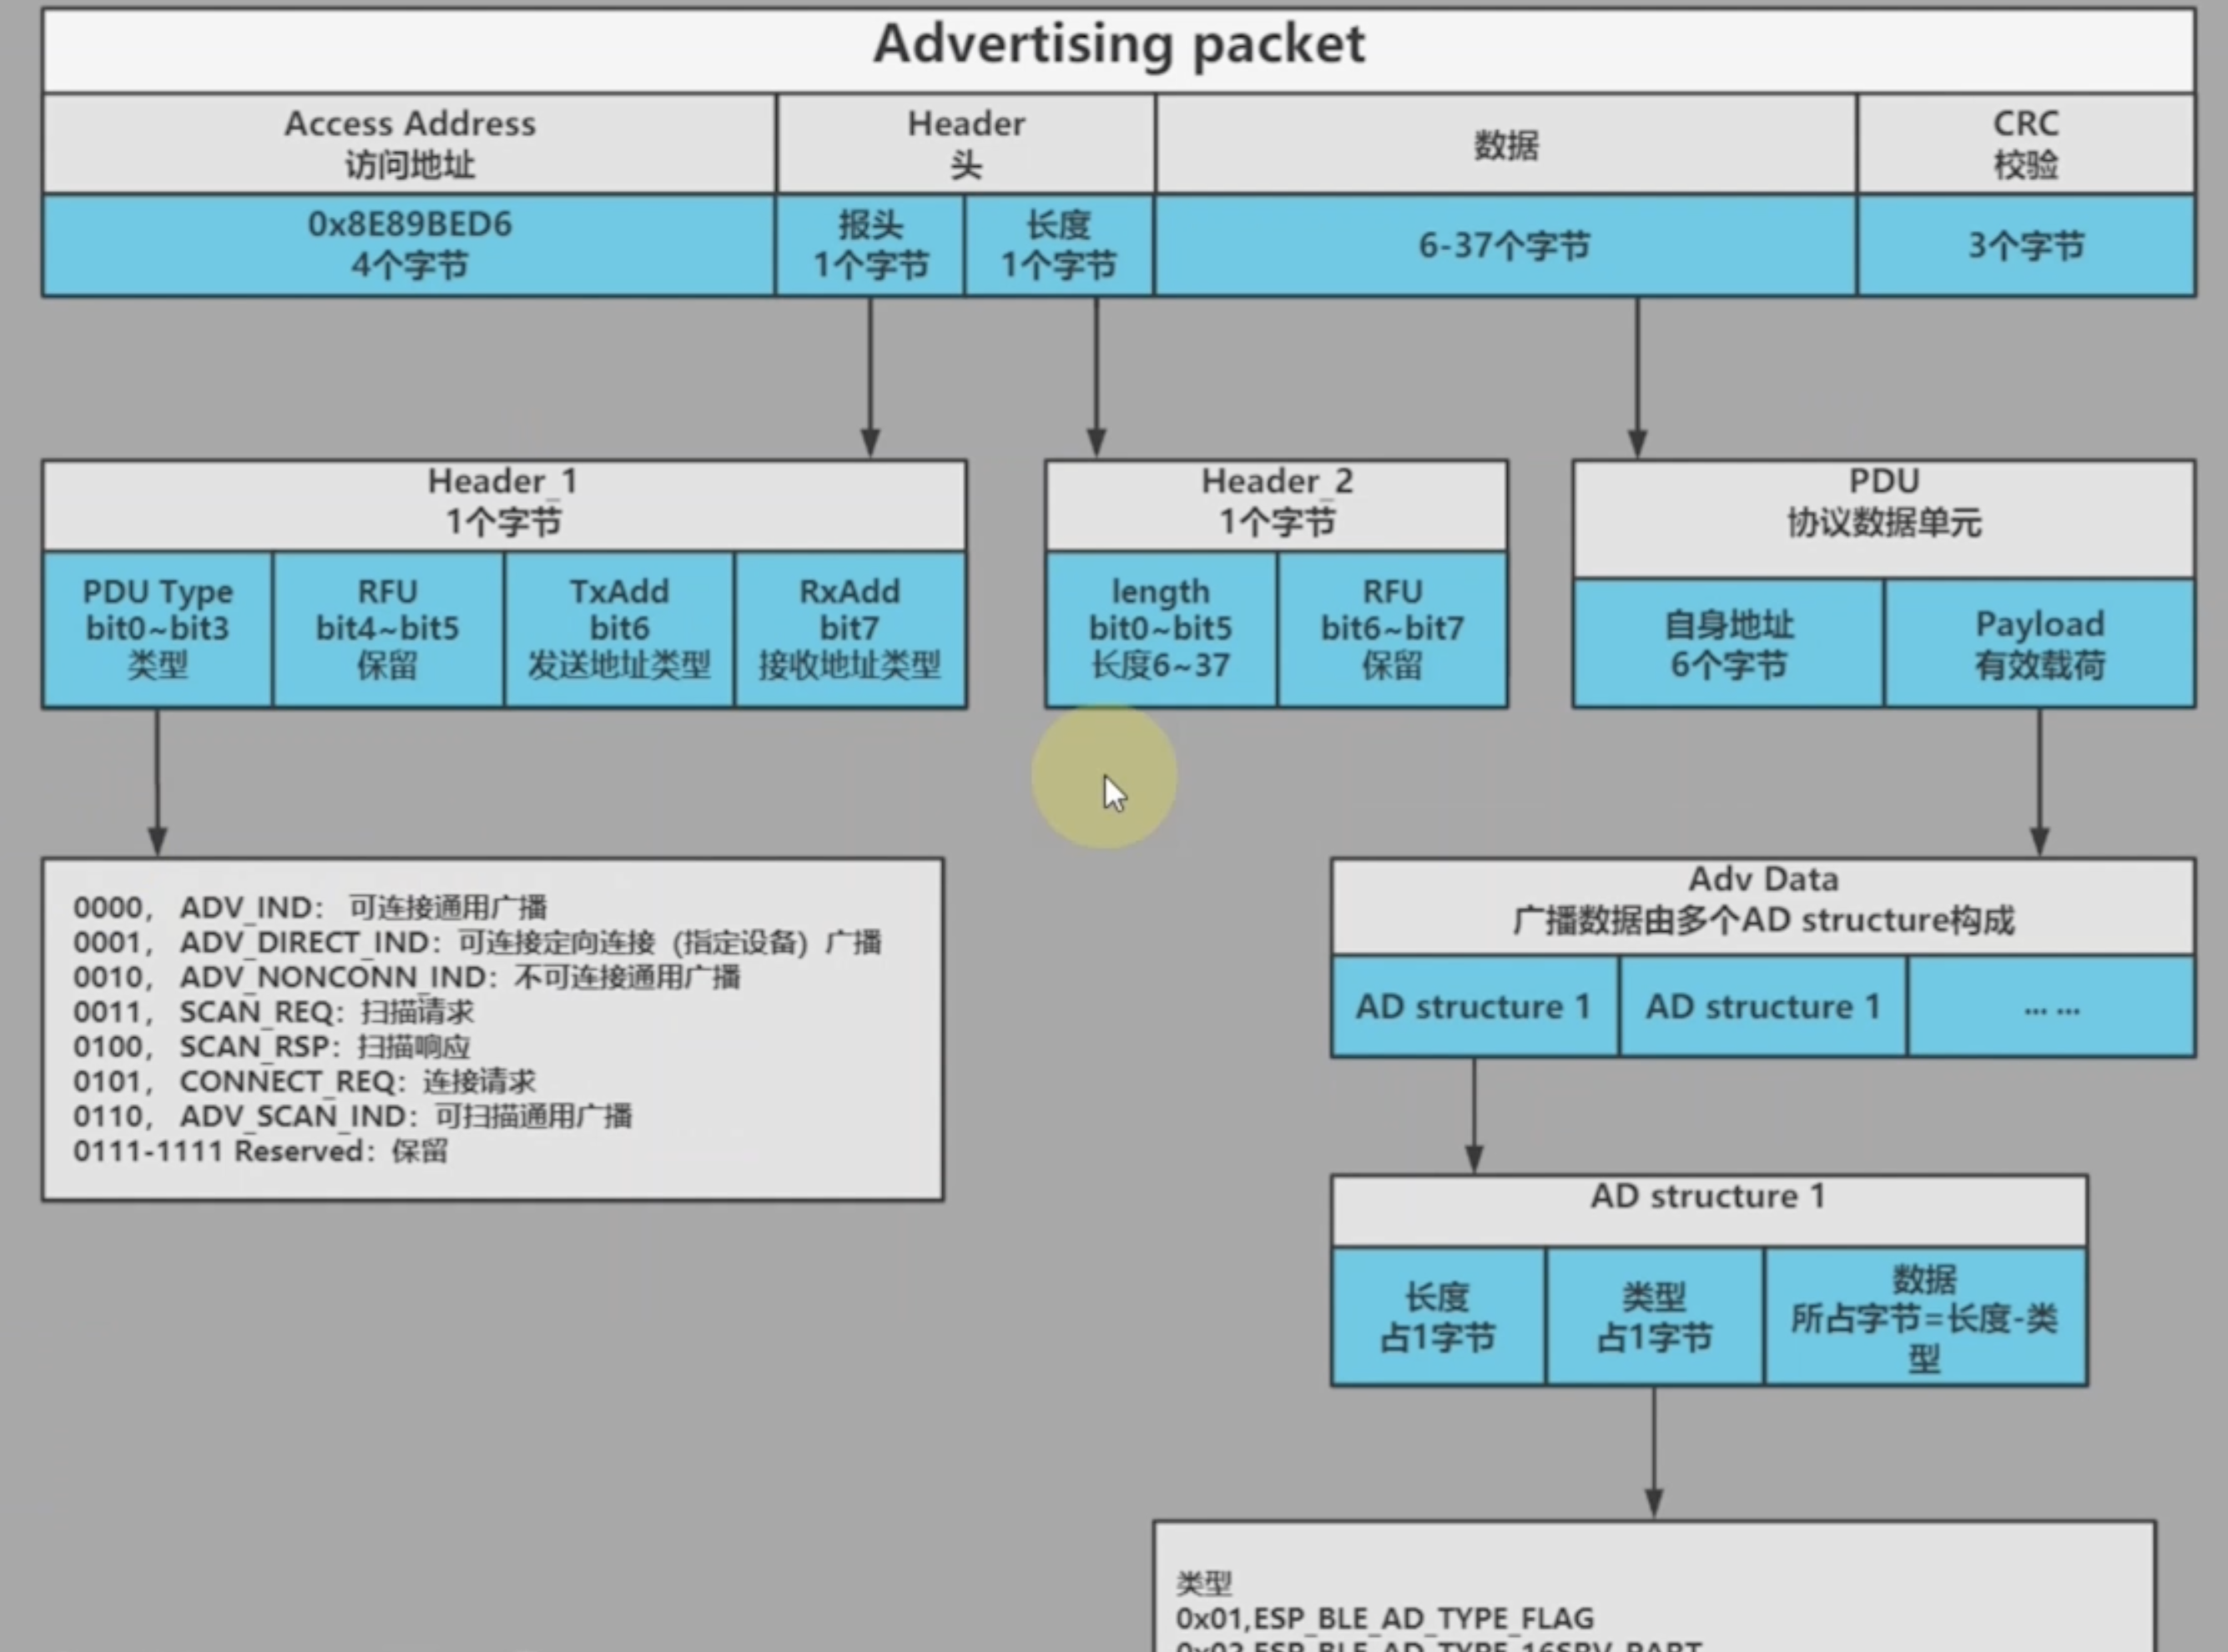 Advertising packet
Access Address
访问地址
Header
头
数据
CRC
校验
0x8E89BED6
4个字节
报头
1个字节
长度
1个字节
6-37个字节
3个字节
Header_1
1个字节
Header_2
1个字节
PDU
协议数据单元
PDU Type
bit0~bit3
类型
RFU
bit4~bit5
保留
TxAdd
bit6
发送地址类型
RxAdd
bit7
接收地址类型
length
bit0~bit5
长度6~37
RFU
bit6~bit7
保留
自身地址
6个字节
Payload
有效载荷
0000， ADV_IND： 可连接通用广播
0001， ADV_DIRECT_IND：可连接定向连接（指定设备）广播
0010， ADV_NONCONN_IND：不可连接通用广播
0011， SCAN_REQ：扫描请求
0100， SCAN_RSP：扫描响应
0101， CONNECT_REQ：连接请求
0110， ADV_SCAN_IND：可扫描通用广播
0111-1111 Reserved：保留
Adv Data
广播数据由多个AD structure构成
AD structure 1
AD structure 1
... ...
AD structure 1
长度
占1字节
类型
占1字节
数据
所占字节=长度-类
型
类型
0x01,ESP_BLE_AD_TYPE_FLAG
0x02,ESP_BLE_AD_TYPE_16SRV_PART